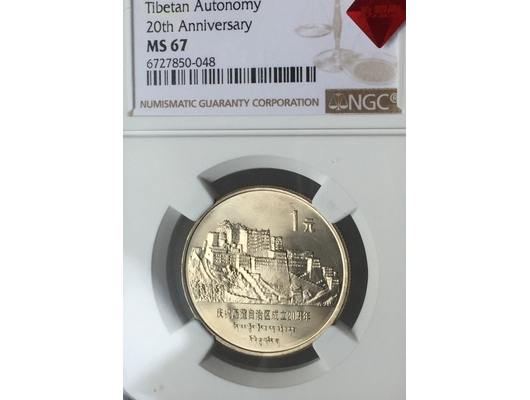 Tibetan Autonomy
20th Anniversary
MS 67
6727850-048
NUMISMATIC GUARANTY CORPORATION
NGC
1元
庆祝西藏自治区成立20周年